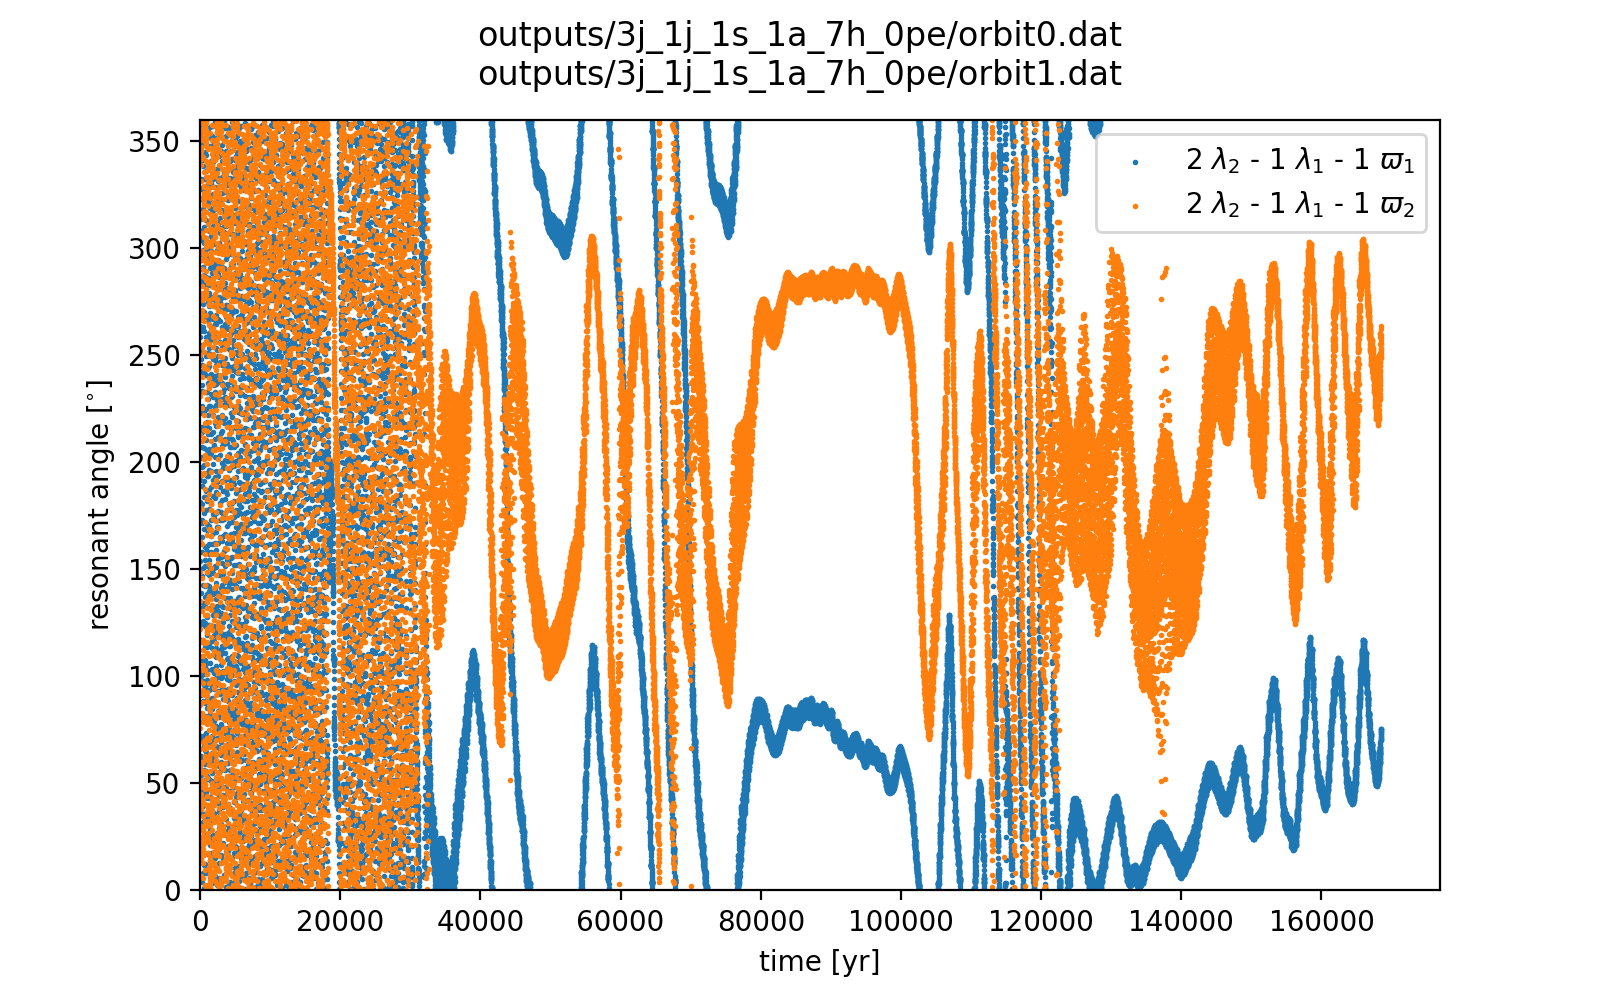 outputs/3j_1j_1s_1a_7h_0pe/orbit0.dat
outputs/3j_1j_1s_1a_7h_0pe/orbit1.dat
2 λ₂ - 1 λ₁ - 1 ϖ₁
2 λ₂ - 1 λ₁ - 1 ϖ₂
350
300
250
200
150
100
50
0
resonant angle [°]
0 20000 40000 60000 80000 100000 120000 140000 160000
time [yr]